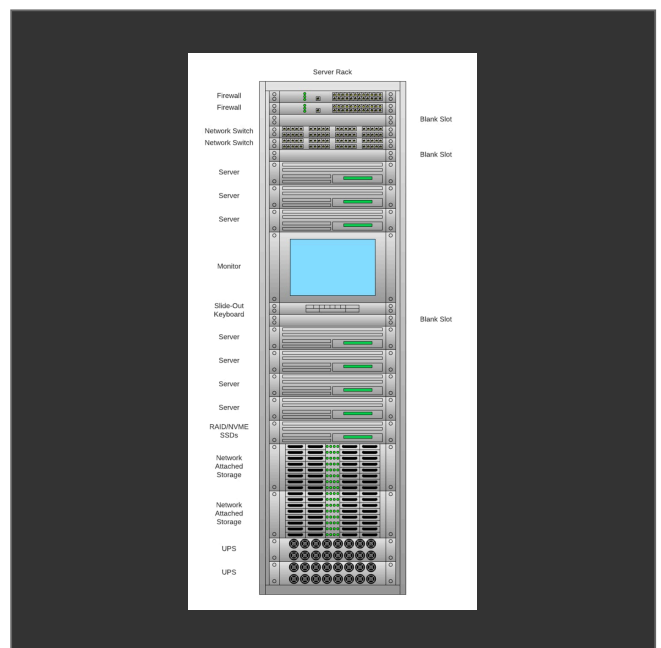 Server Rack
Firewall
Firewall
Blank Slot
Network Switch
Network Switch
Blank Slot
Server
Server
Server
Monitor
Slide-Out
Keyboard
Blank Slot
Server
Server
Server
Server
RAID/NVME
SSDs
Network
Attached
Storage
Network
Attached
Storage
UPS
UPS